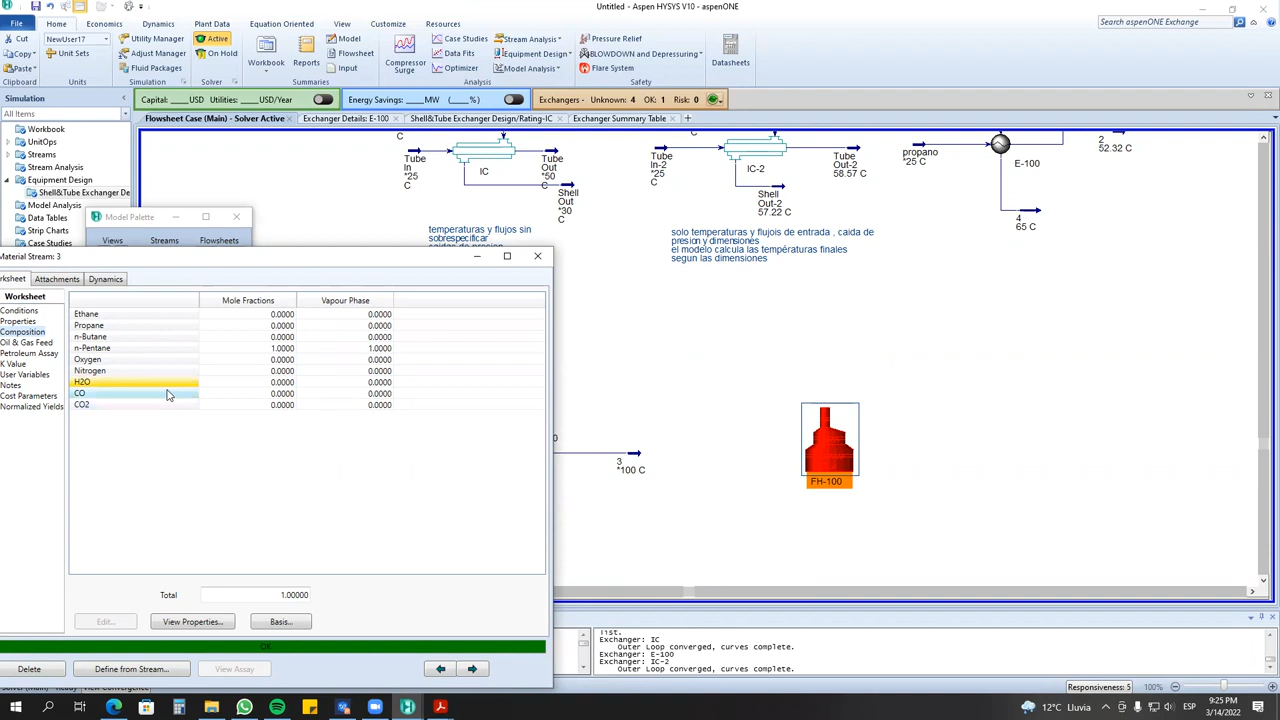 Untitled - Aspen HYSYS V10 - aspenONE
File Home Economics Dynamics Plant Data Equation Oriented View Customize Resources
Search aspenONE Exchange
Cut NewUser17 Utility Manager Active Model Flowsheet Case Studies Stream Analysis Pressure Relief
Copy Unit Sets Adjust Manager On Hold Workbook Reports Flowsheet Compressor Surge Data Fits Equipment Design BLOWDOWN and Depressuring Datasheets
Paste Fluid Packages Input Optimizer Model Analysis Flare System
Clipboard Units Simulation Solver Summaries Analysis Safety
Simulation
Capital: ____USD Utilities: ____USD/Year
Energy Savings: ____MW (____%)
Exchangers - Unknown: 4 OK: 1 Risk: 0
All Items
Flowsheet Case (Main) - Solver Active Exchanger Details: E-100 Shell&Tube Exchanger Design/Rating-IC Exchanger Summary Table +
Workbook
UnitOps
Streams
Stream Analysis
Equipment Design
Shell&Tube Exchanger De
Model Analysis
Data Tables
Strip Charts
Case Studies
C
Tube
In
*25
C
IC
Tube
Out
*50
C
Shell
Out
*30
C
temperaturas y flujos sin
sobrespecificar
Tube
In-2
*25
C
IC-2
Tube
Out-2
58.57 C
Shell
Out-2
57.22 C
solo temperaturas y flujois de entrada , caida de
presion y dimensiones
el modelo calcula las températuras finales
segun las dimensiones
propano
*25 C
E-100
2
52.32 C
4
65 C
Model Palette
Views Streams Flowsheets
Material Stream: 3
Worksheet Attachments Dynamics
Worksheet
Conditions
Properties
Composition
Oil & Gas Feed
Petroleum Assay
K Value
User Variables
Notes
Cost Parameters
Normalized Yields
Mole Fractions Vapour Phase
Ethane 0.0000 0.0000
Propane 0.0000 0.0000
n-Butane 0.0000 0.0000
n-Pentane 1.0000 1.0000
Oxygen 0.0000 0.0000
Nitrogen 0.0000 0.0000
H2O 0.0000 0.0000
CO 0.0000 0.0000
CO2 0.0000 0.0000
Total 1.00000
Edit... View Properties... Basis...
OK
Delete Define from Stream... View Assay
0
3
*100 C
FH-100
list.
Exchanger: IC
Outer Loop converged, curves complete.
Exchanger: E-100
Exchanger: IC-2
Outer Loop converged, curves complete.
Responsiveness: 5 100%
12°C Lluvia ESP 9:25 PM
3/14/2022